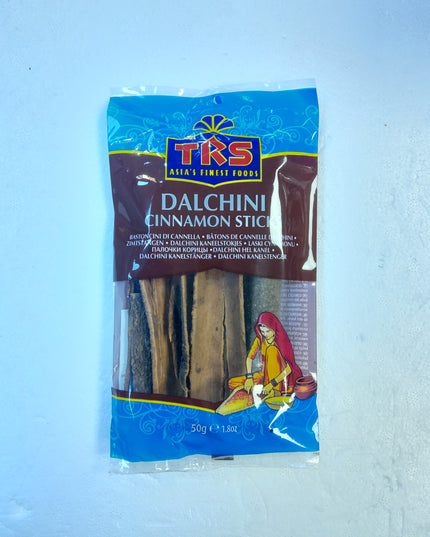 TRS
ASIA'S FINEST FOODS
DALCHINI
CINNAMON STICKS
BASTONCINI DI CANNELLA • BÂTONS DE CANNELLE DALCHINI •
ZIMTSTANGEN • DALCHINI KANEELSTOKJES • LASKI CYNAMONU •
ПАЛОЧКИ КОРИЦЫ • DALCHINI HEL KANEL •
DALCHINI KANELSTÄNGER • DALCHINI KANELSTENGER
50g ℮ 1.8oz